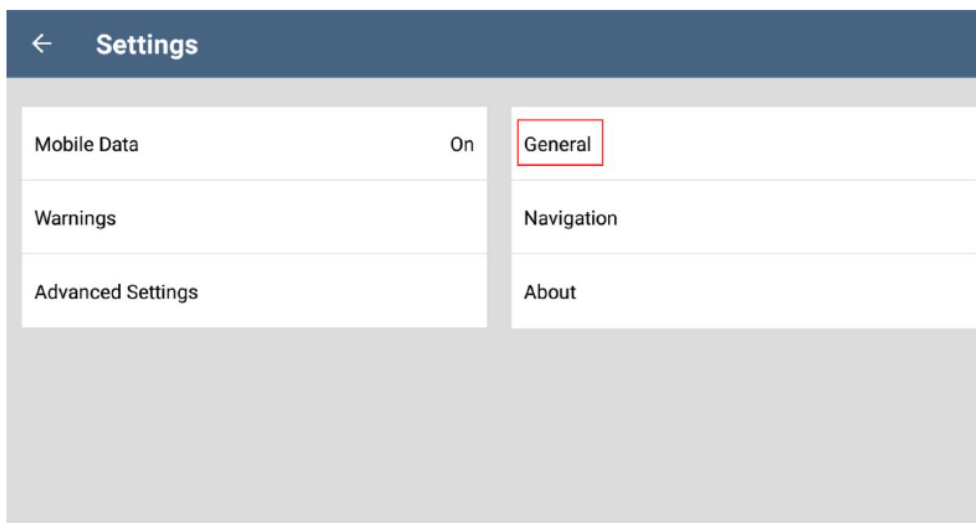 Settings
Mobile Data On
Warnings
Advanced Settings
General
Navigation
About